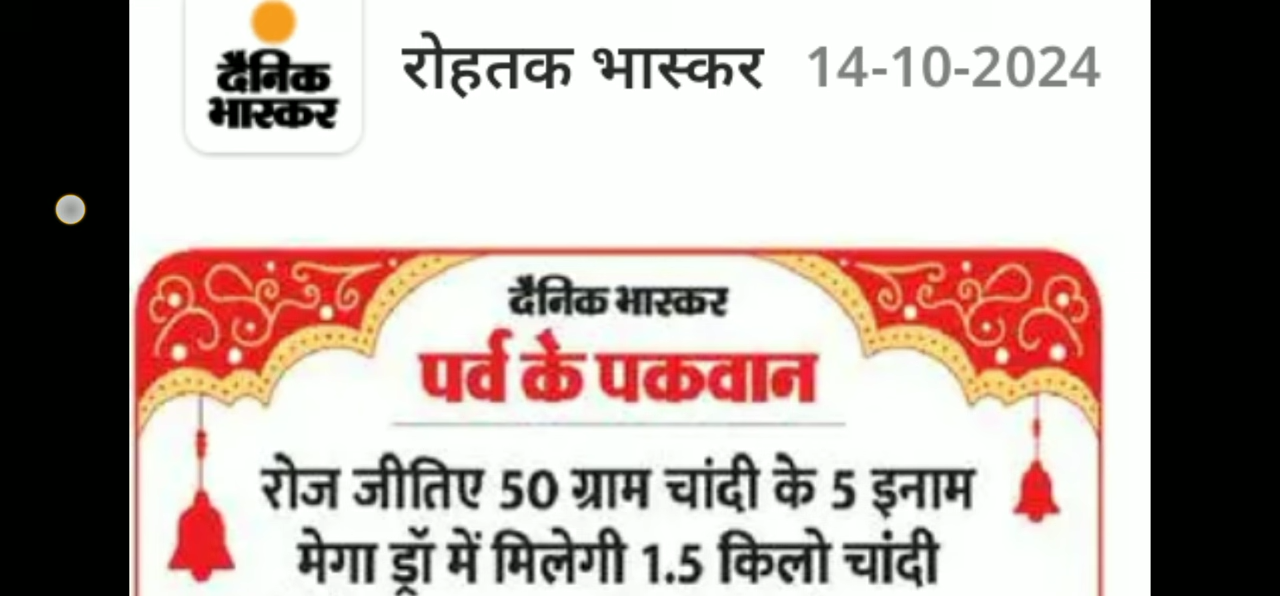 दैनिक
भास्कर
रोहतक भास्कर 14-10-2024
दैनिक भास्कर
पर्व के पकवान
रोज जीतिए 50 ग्राम चांदी के 5 इनाम
मेगा ड्रॉ में मिलेगी 1.5 किलो चांदी